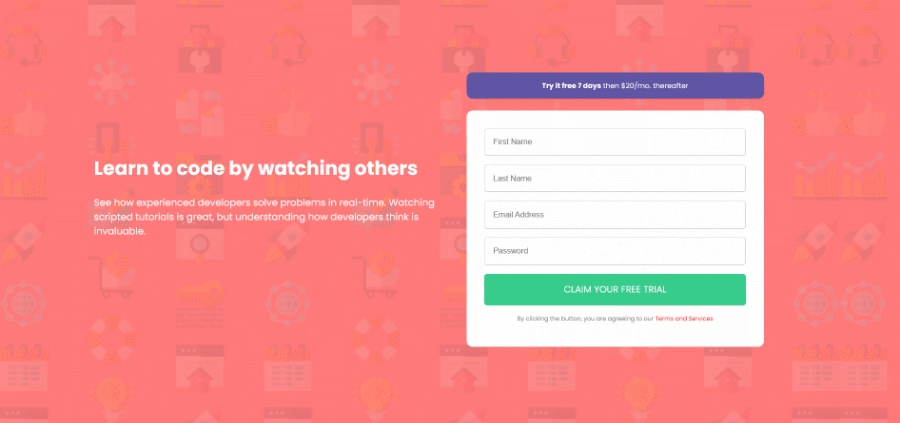 Learn to code by watching others
See how experienced developers solve problems in real-time. Watching
scripted tutorials is great, but understanding how developers think is
invaluable.
Try it free 7 days then $20/mo. thereafter
First Name
Last Name
Email Address
Password
CLAIM YOUR FREE TRIAL
By clicking the button, you are agreeing to our Terms and Services